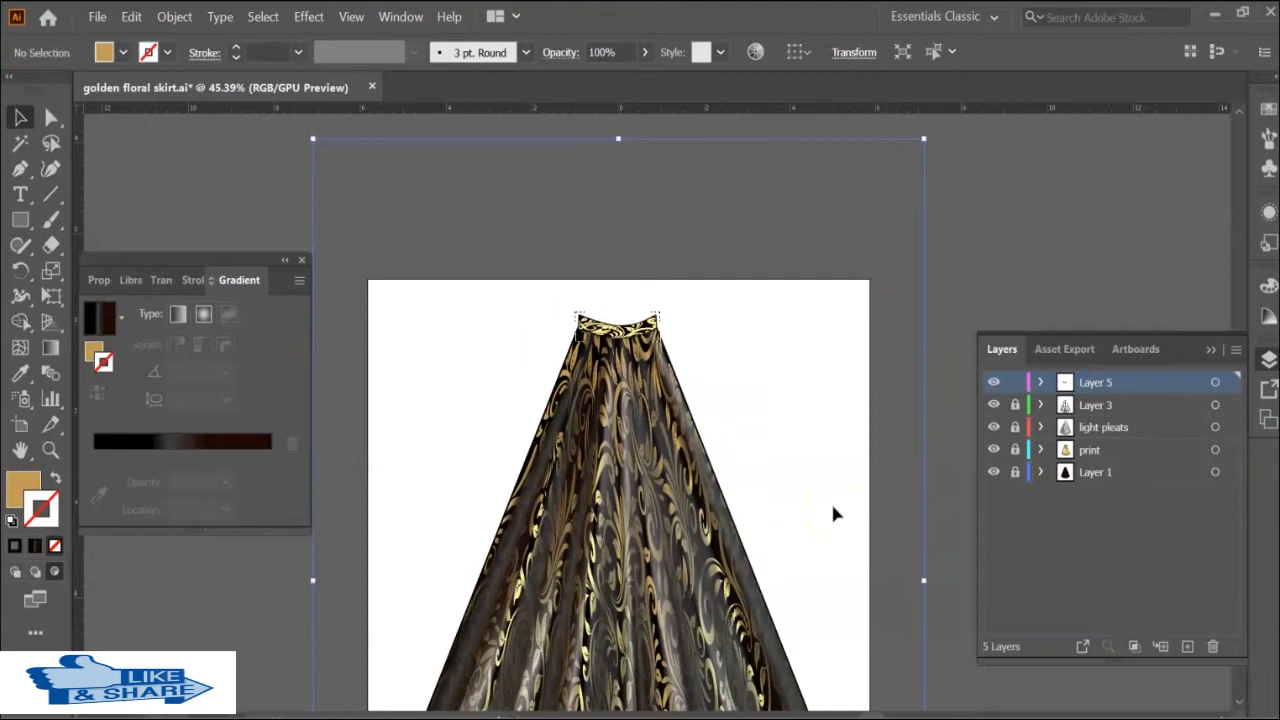 Ai File Edit Object Type Select Effect View Window Help Essentials Classic Search Adobe Stock
No Selection Stroke: 3 pt. Round Opacity: 100% Style: Transform
golden floral skirt.ai* @ 45.39% (RGB/GPU Preview)
Prop Libra Tran Strol Gradient
Type:
Stroke:
Opacity:
Location:
Layers Asset Export Artboards
Layer 5
Layer 3
light pleats
print
Layer 1
5 Layers
LIKE
& SHARE